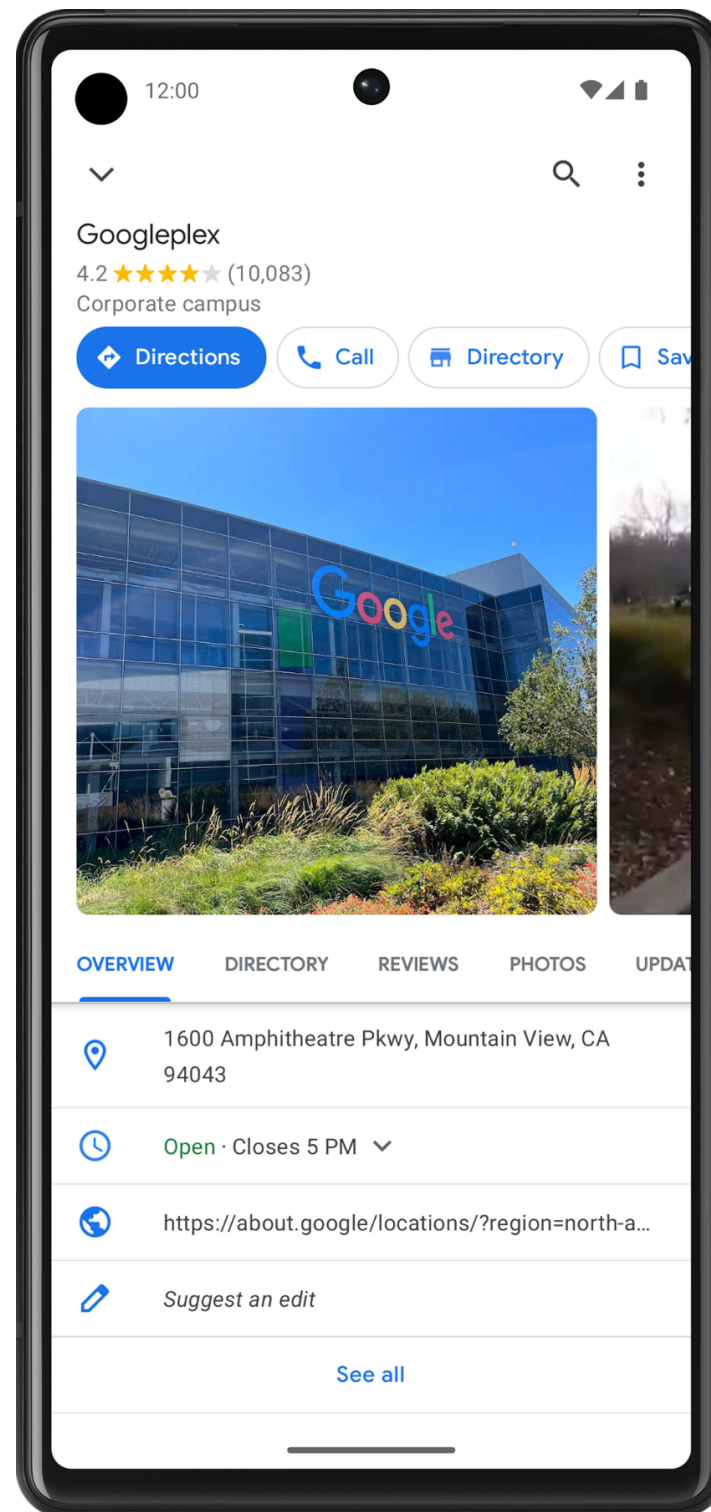 12:00
Googleplex
4.2 (10,083)
Corporate campus
Directions Call Directory Sav
Google
OVERVIEW DIRECTORY REVIEWS PHOTOS UPDAT
1600 Amphitheatre Pkwy, Mountain View, CA
94043
Open · Closes 5 PM
https://about.google/locations/?region=north-a...
Suggest an edit
See all